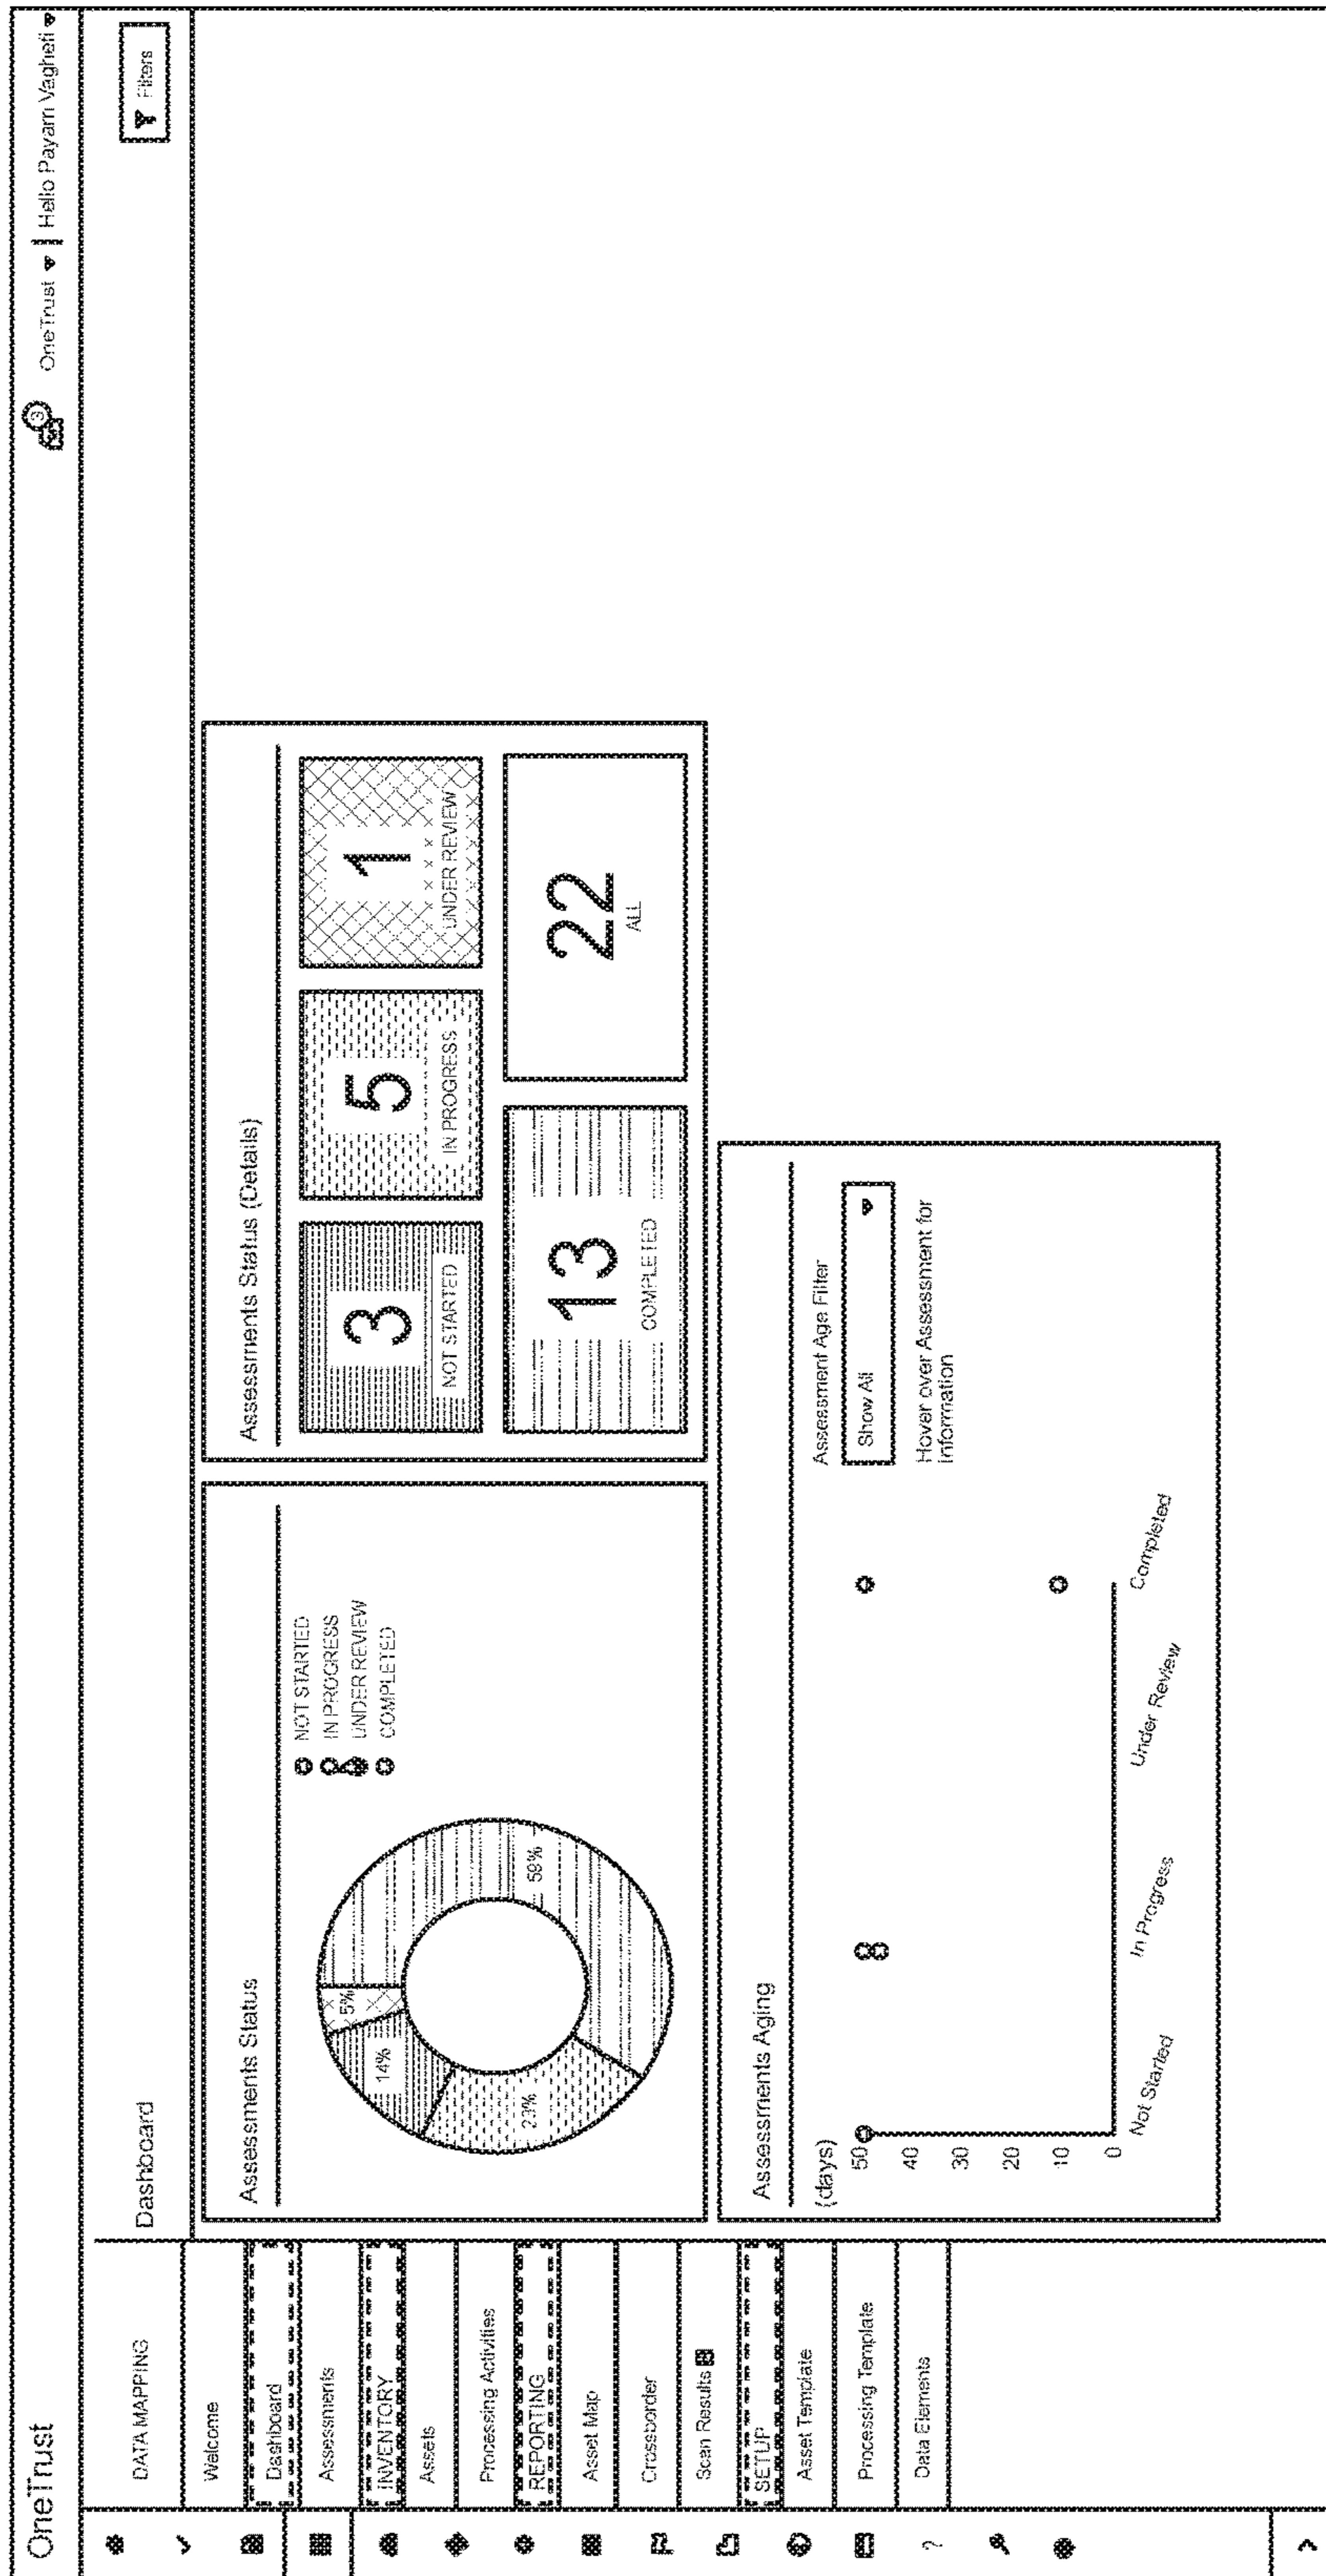 OneTrust
3
OneTrust
Hello Payam Vaghefi
DATA MAPPING
Welcome
Dashboard
Assessments
INVENTORY
Assets
Processing Activities
REPORTING
Asset Map
Crossborder
Scan Results
SETUP
Asset Template
Processing Template
Data Elements
?
Dashboard
Filters
Assessments Status
NOT STARTED
IN PROGRESS
UNDER REVIEW
COMPLETED
5%
14%
23%
58%
Assessments Status (Details)
3
NOT STARTED
5
IN PROGRESS
1
UNDER REVIEW
13
COMPLETED
22
ALL
Assessments Aging
(days)
50
40
30
20
10
0
Not Started
In Progress
Under Review
Completed
Assessment Age Filter
Show All
Hover over Assessment for
information